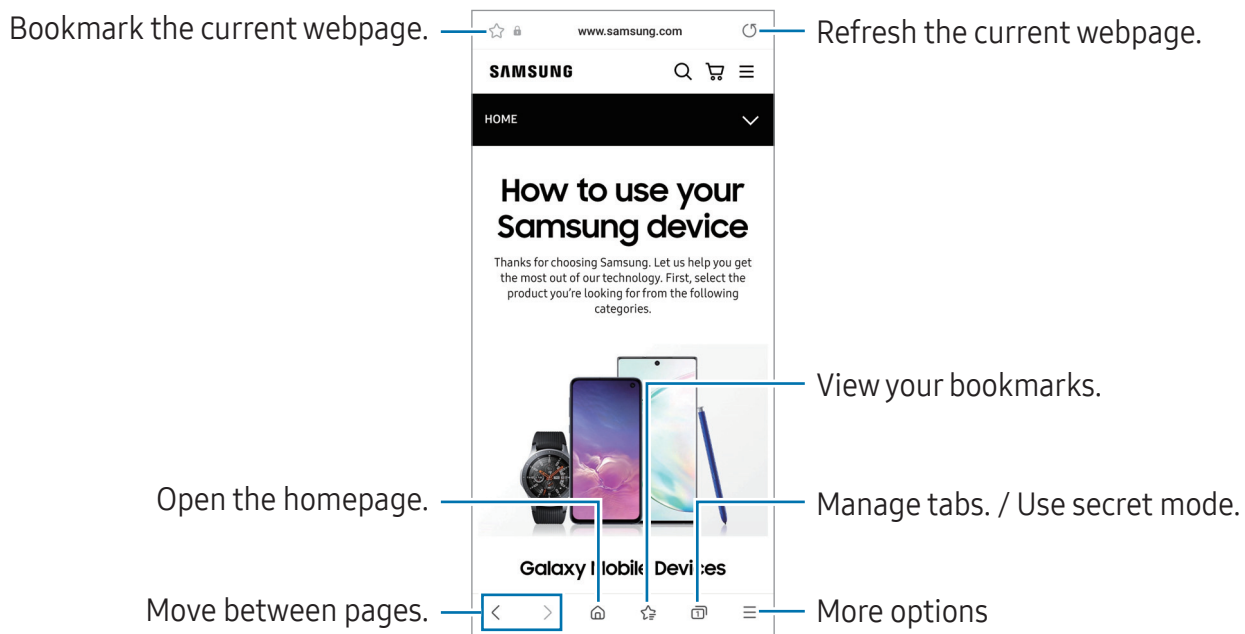 Bookmark the current webpage.
www.samsung.com
Refresh the current webpage.
SAMSUNG
HOME
How to use your
Samsung device
Thanks for choosing Samsung. Let us help you get
the most out of our technology. First, select the
product you're looking for from the following
categories.
View your bookmarks.
Open the homepage.
Manage tabs. / Use secret mode.
Galaxy Mobile Devices
Move between pages.
1
More options